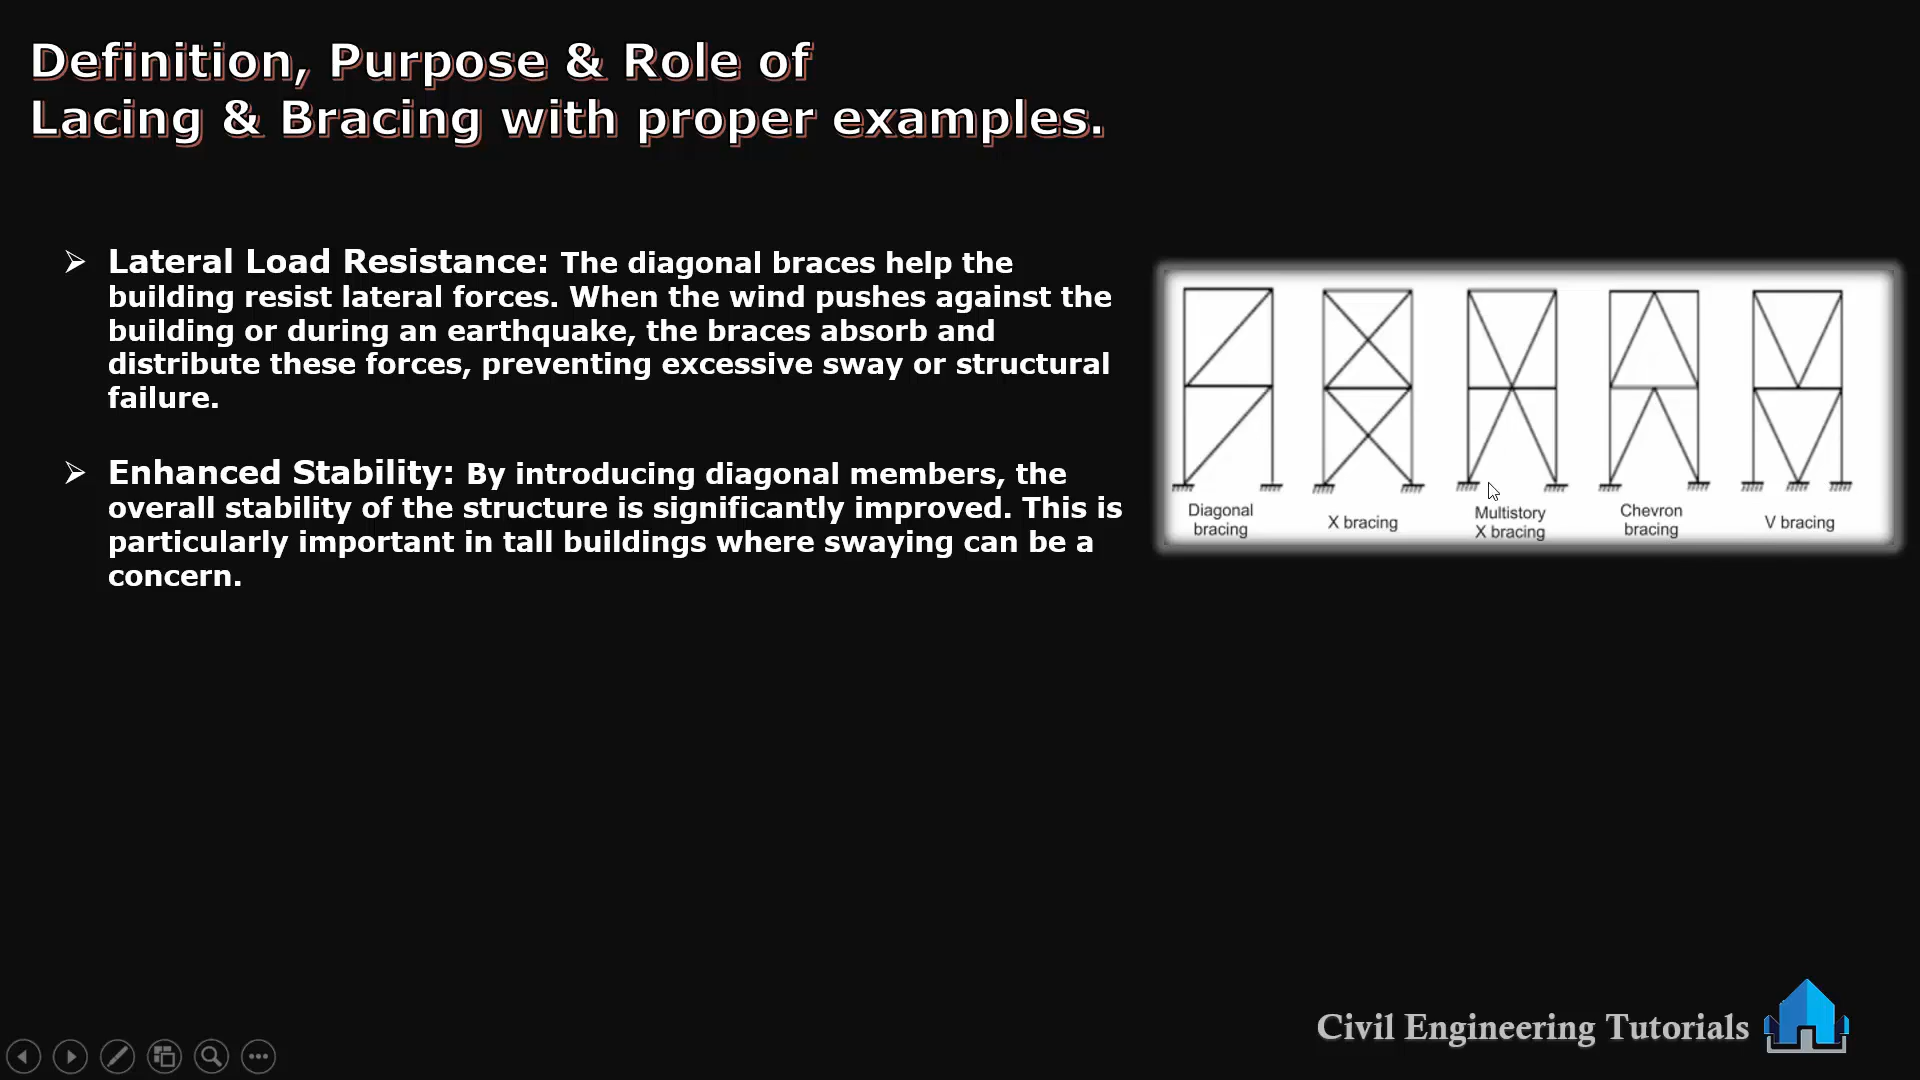 Definition, Purpose & Role of
Lacing & Bracing with proper examples.
Lateral Load Resistance: The diagonal braces help the
building resist lateral forces. When the wind pushes against the
building or during an earthquake, the braces absorb and
distribute these forces, preventing excessive sway or structural
failure.
Enhanced Stability: By introducing diagonal members, the
overall stability of the structure is significantly improved. This is
particularly important in tall buildings where swaying can be a
concern.
Diagonal
bracing
X bracing
Multistory
X bracing
Chevron
bracing
V bracing
Civil Engineering Tutorials